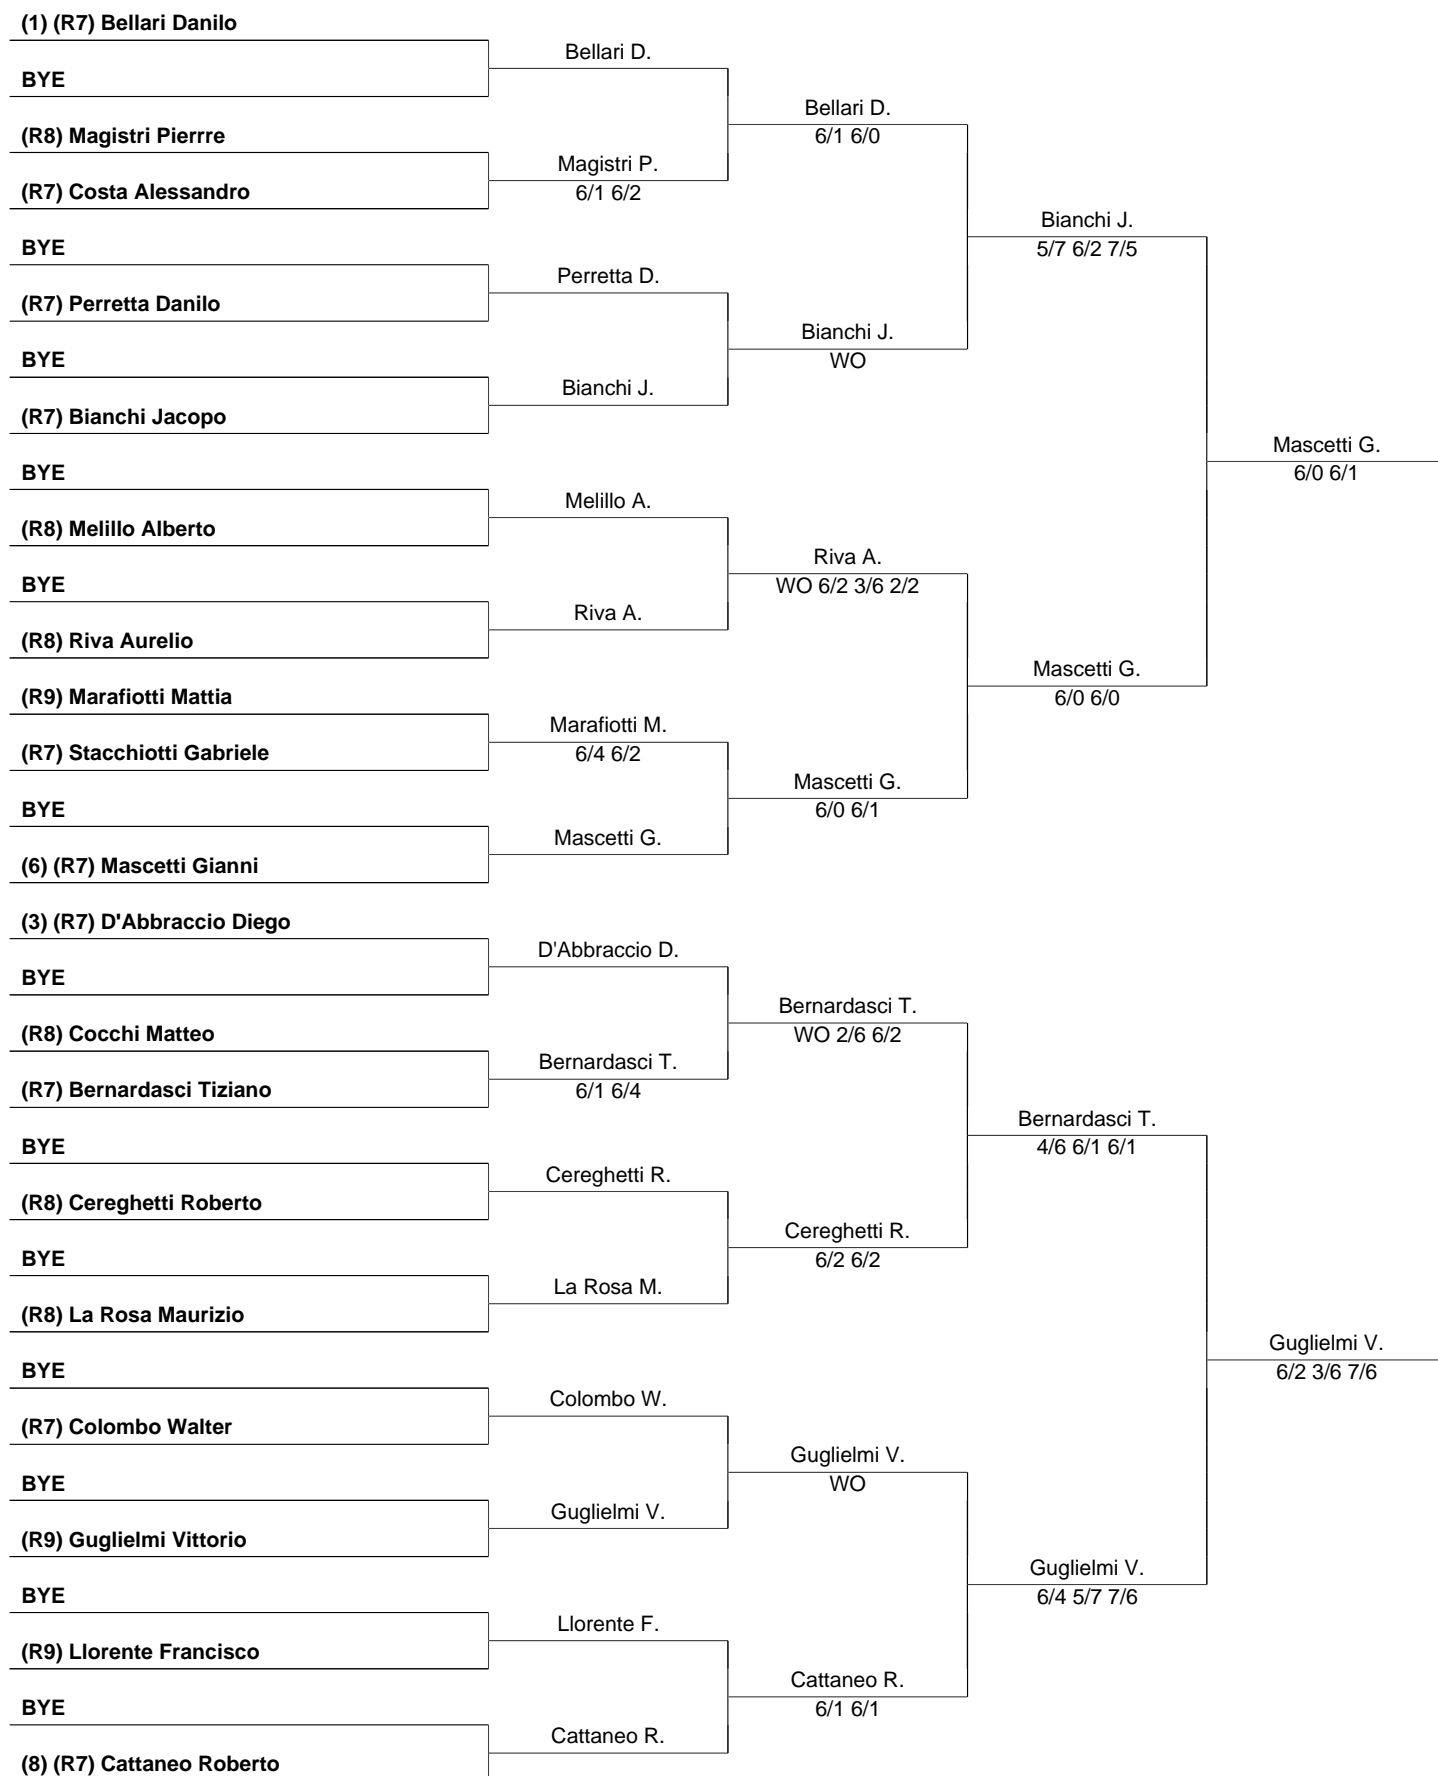 (1) (R7) Bellari Danilo
Bellari D.
BYE
Bellari D.
6/1 6/0
(R8) Magistri Pierrre
Magistri P.
6/1 6/2
(R7) Costa Alessandro
Bianchi J.
5/7 6/2 7/5
BYE
Perretta D.
(R7) Perretta Danilo
Bianchi J.
WO
BYE
Bianchi J.
(R7) Bianchi Jacopo
Mascetti G.
6/0 6/1
BYE
Melillo A.
(R8) Melillo Alberto
Riva A.
WO 6/2 3/6 2/2
BYE
Riva A.
(R8) Riva Aurelio
Mascetti G.
6/0 6/0
(R9) Marafiotti Mattia
Marafiotti M.
6/4 6/2
(R7) Stacchiotti Gabriele
Mascetti G.
6/0 6/1
BYE
Mascetti G.
(6) (R7) Mascetti Gianni
(3) (R7) D'Abbraccio Diego
D'Abbraccio D.
BYE
Bernardasci T.
WO 2/6 6/2
(R8) Cocchi Matteo
Bernardasci T.
6/1 6/4
(R7) Bernardasci Tiziano
Bernardasci T.
4/6 6/1 6/1
BYE
Cereghetti R.
(R8) Cereghetti Roberto
Cereghetti R.
6/2 6/2
BYE
La Rosa M.
(R8) La Rosa Maurizio
Guglielmi V.
6/2 3/6 7/6
BYE
Colombo W.
(R7) Colombo Walter
Guglielmi V.
WO
BYE
Guglielmi V.
(R9) Guglielmi Vittorio
Guglielmi V.
6/4 5/7 7/6
BYE
Llorente F.
(R9) Llorente Francisco
Cattaneo R.
6/1 6/1
BYE
Cattaneo R.
(8) (R7) Cattaneo Roberto